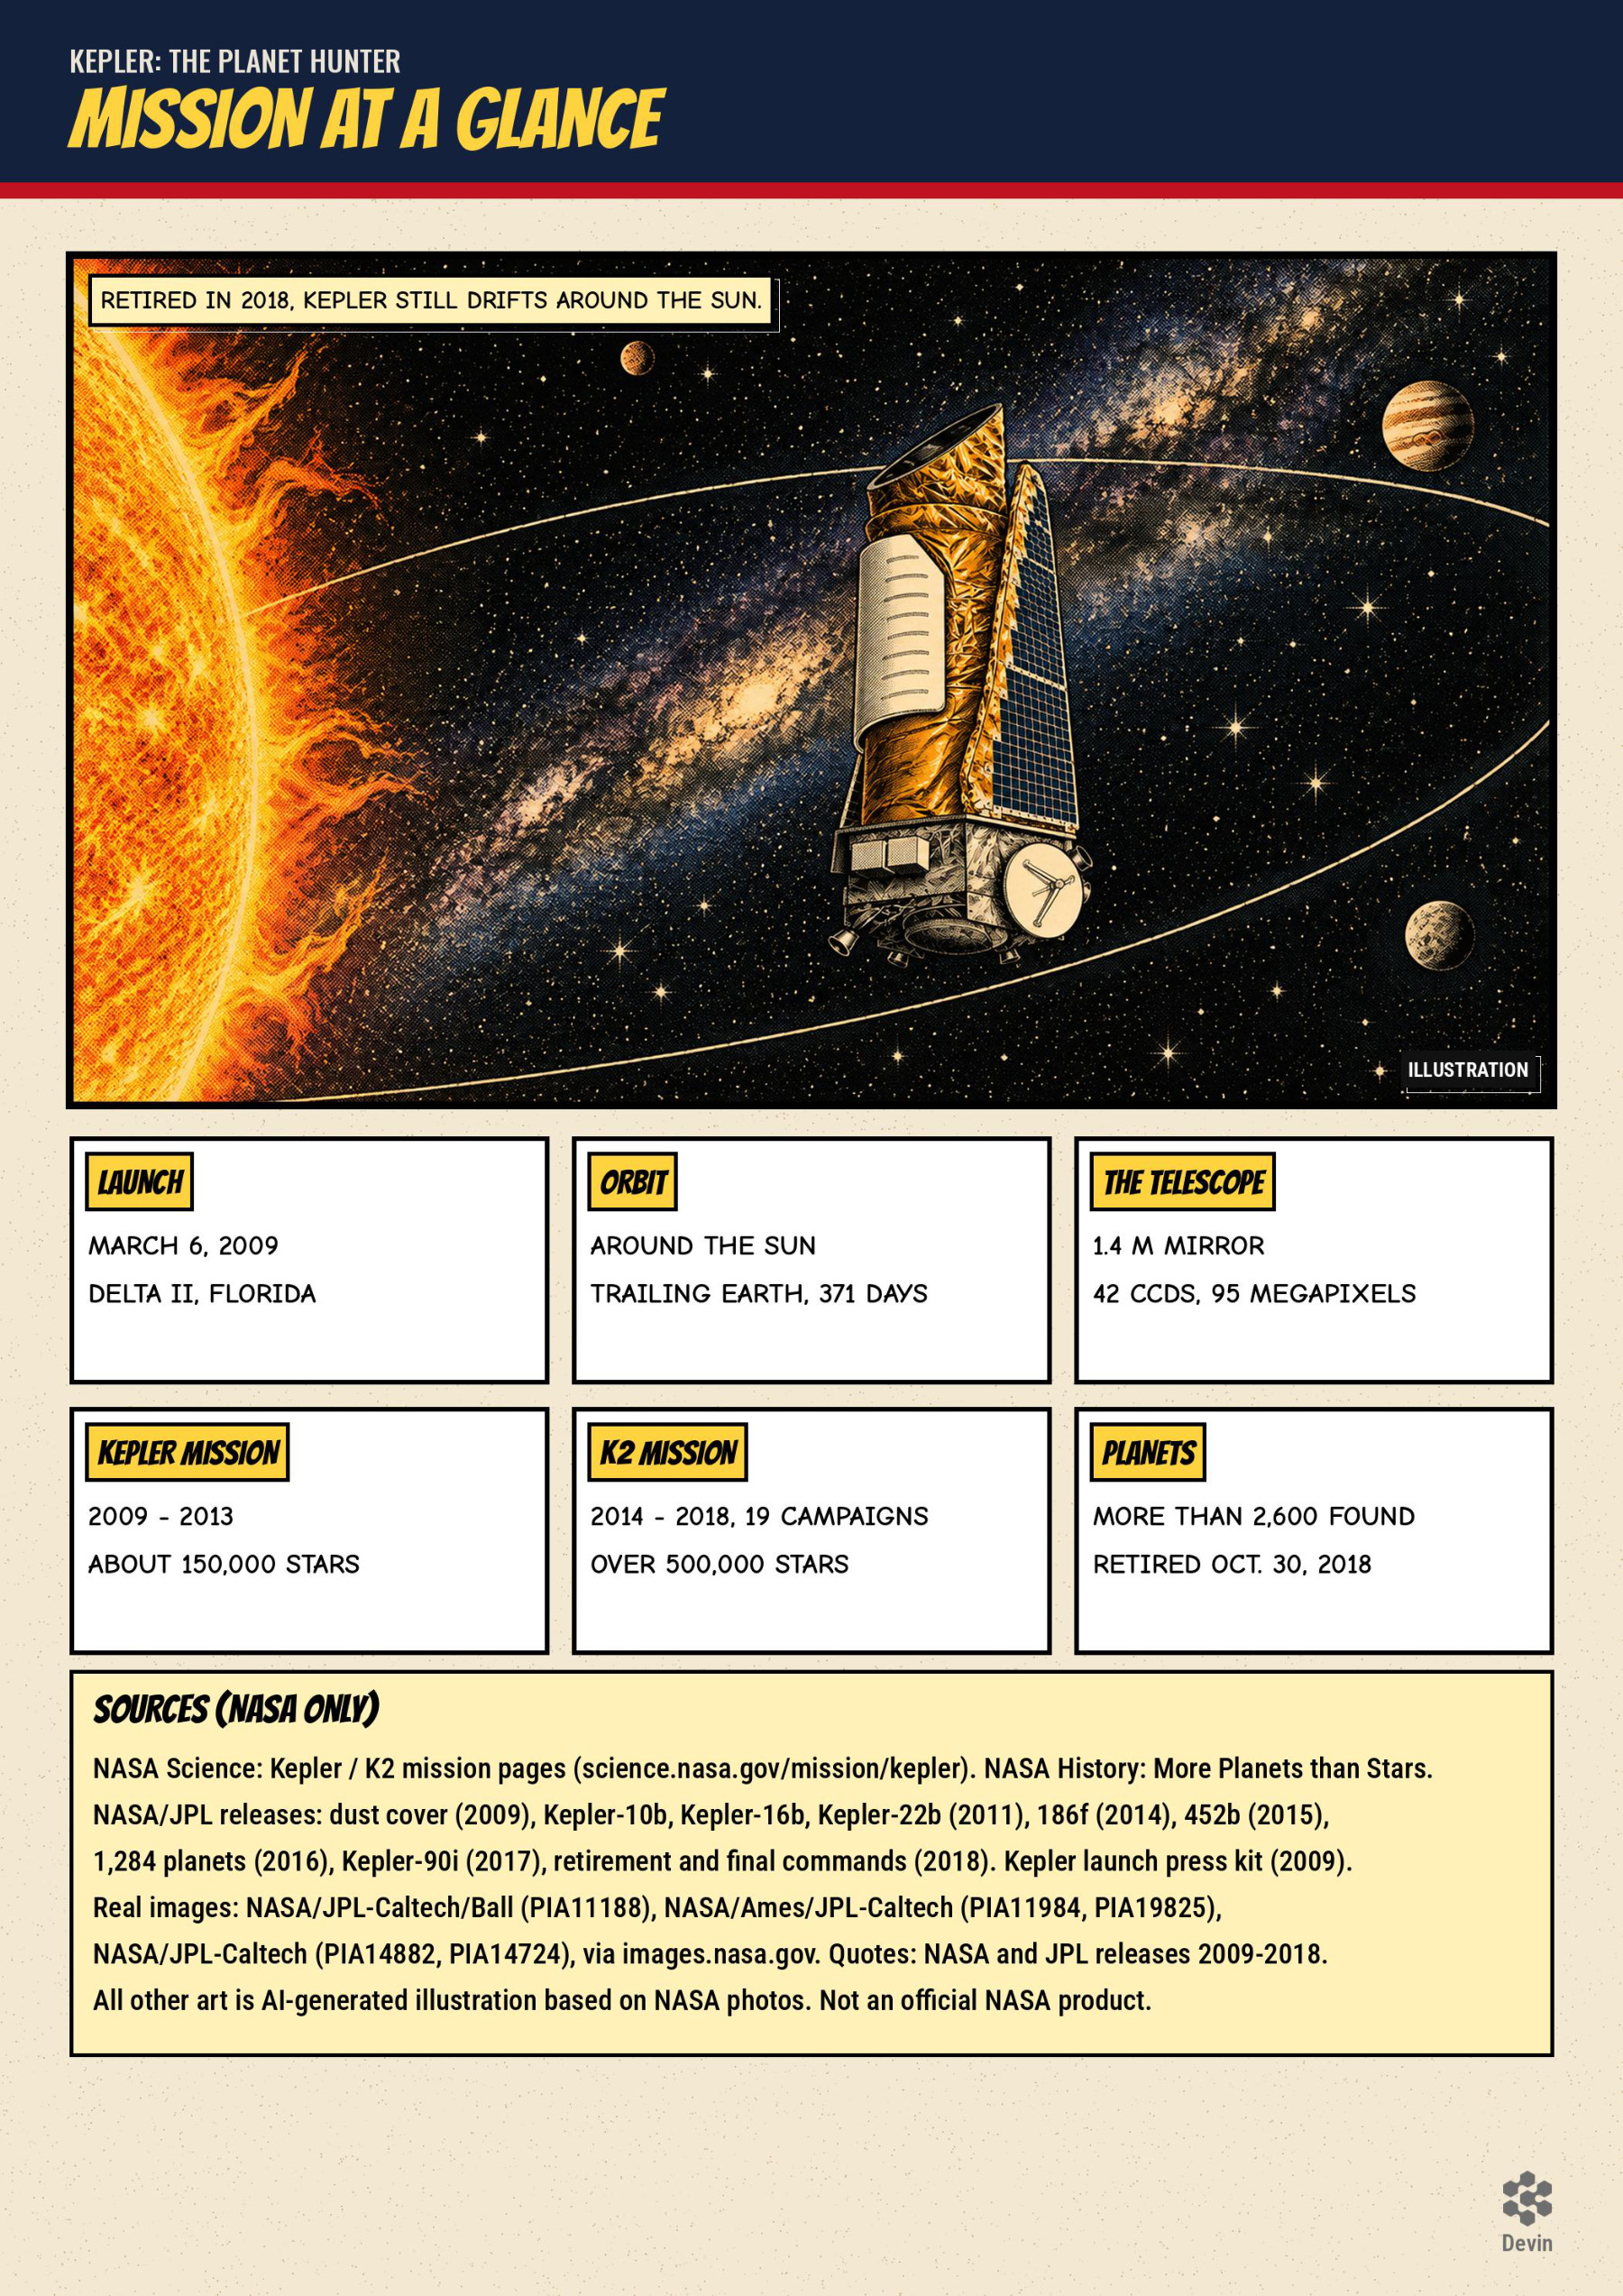 KEPLER: THE PLANET HUNTER
MISSION AT A GLANCE
RETIRED IN 2018, KEPLER STILL DRIFTS AROUND THE SUN.
ILLUSTRATION
LAUNCH
MARCH 6, 2009
DELTA II, FLORIDA
ORBIT
AROUND THE SUN
TRAILING EARTH, 371 DAYS
THE TELESCOPE
1.4 M MIRROR
42 CCDS, 95 MEGAPIXELS
KEPLER MISSION
2009 - 2013
ABOUT 150,000 STARS
K2 MISSION
2014 - 2018, 19 CAMPAIGNS
OVER 500,000 STARS
PLANETS
MORE THAN 2,600 FOUND
RETIRED OCT. 30, 2018
SOURCES (NASA ONLY)
NASA Science: Kepler / K2 mission pages (science.nasa.gov/mission/kepler). NASA History: More Planets than Stars.
NASA/JPL releases: dust cover (2009), Kepler-10b, Kepler-16b, Kepler-22b (2011), 186f (2014), 452b (2015),
1,284 planets (2016), Kepler-90i (2017), retirement and final commands (2018). Kepler launch press kit (2009).
Real images: NASA/JPL-Caltech/Ball (PIA11188), NASA/Ames/JPL-Caltech (PIA11984, PIA19825),
NASA/JPL-Caltech (PIA14882, PIA14724), via images.nasa.gov. Quotes: NASA and JPL releases 2009-2018.
All other art is AI-generated illustration based on NASA photos. Not an official NASA product.
Devin